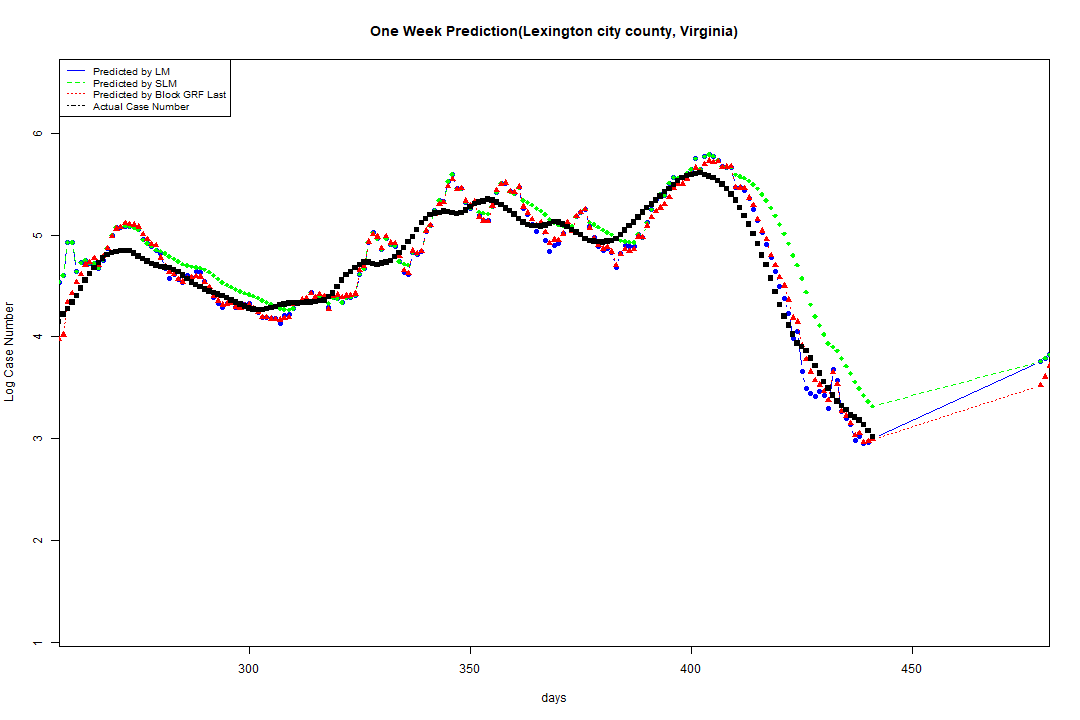 One Week Prediction(Lexington city county, Virginia)
Predicted by LM
Predicted by SLM
Predicted by Block GRF Last
Actual Case Number
Log Case Number
6
5
4
3
2
1
300
350
400
450
days